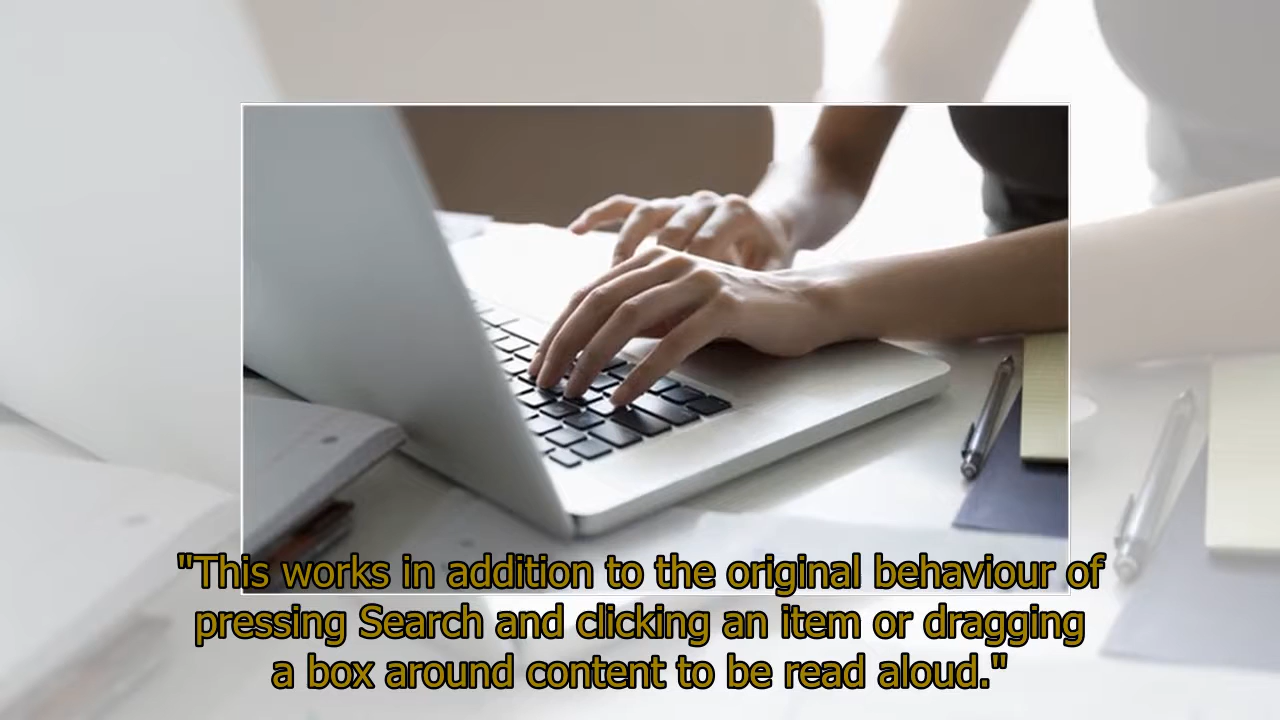 "This works in addition to the original behaviour of
pressing Search and clicking an item or dragging
a box around content to be read aloud."